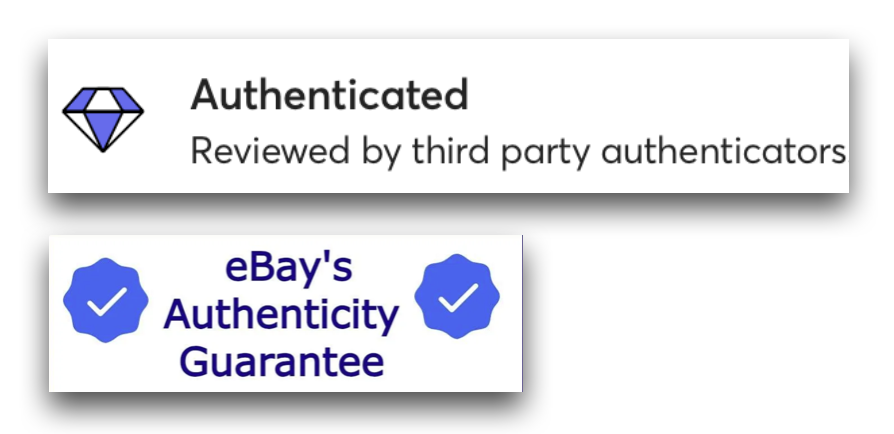 Authenticated
Reviewed by third party authenticators
eBay's
Authenticity
Guarantee